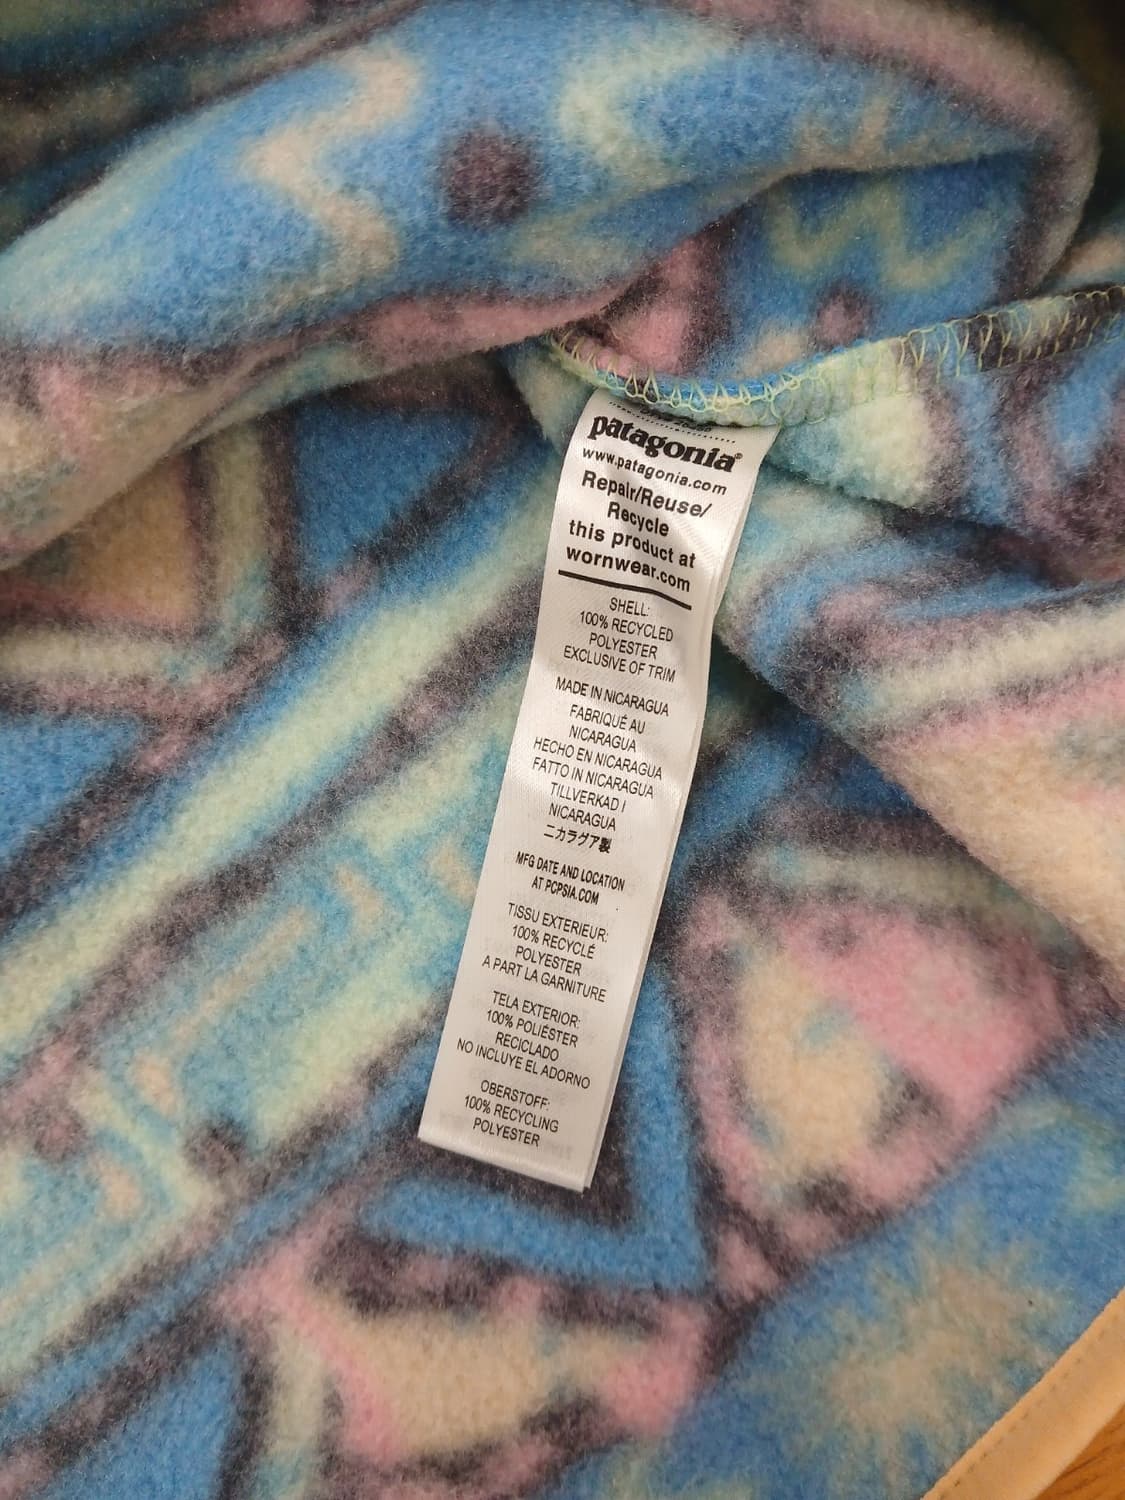 patagonia®
www.patagonia.com
Repair/Reuse/
Recycle
this product at
wornwear.com
SHELL:
100% RECYCLED
POLYESTER
EXCLUSIVE OF TRIM
MADE IN NICARAGUA
FABRIQUÉ AU
NICARAGUA
HECHO EN NICARAGUA
FATTO IN NICARAGUA
TILLVERKAD I
NICARAGUA
ニカラグア製
MFG DATE AND LOCATION
AT PCPSIA.COM
TISSU EXTERIEUR:
100% RECYCLÉ
POLYESTER
A PART LA GARNITURE
TELA EXTERIOR:
100% POLIÉSTER
RECICLADO
NO INCLUYE EL ADORNO
OBERSTOFF:
100% RECYCLING
POLYESTER